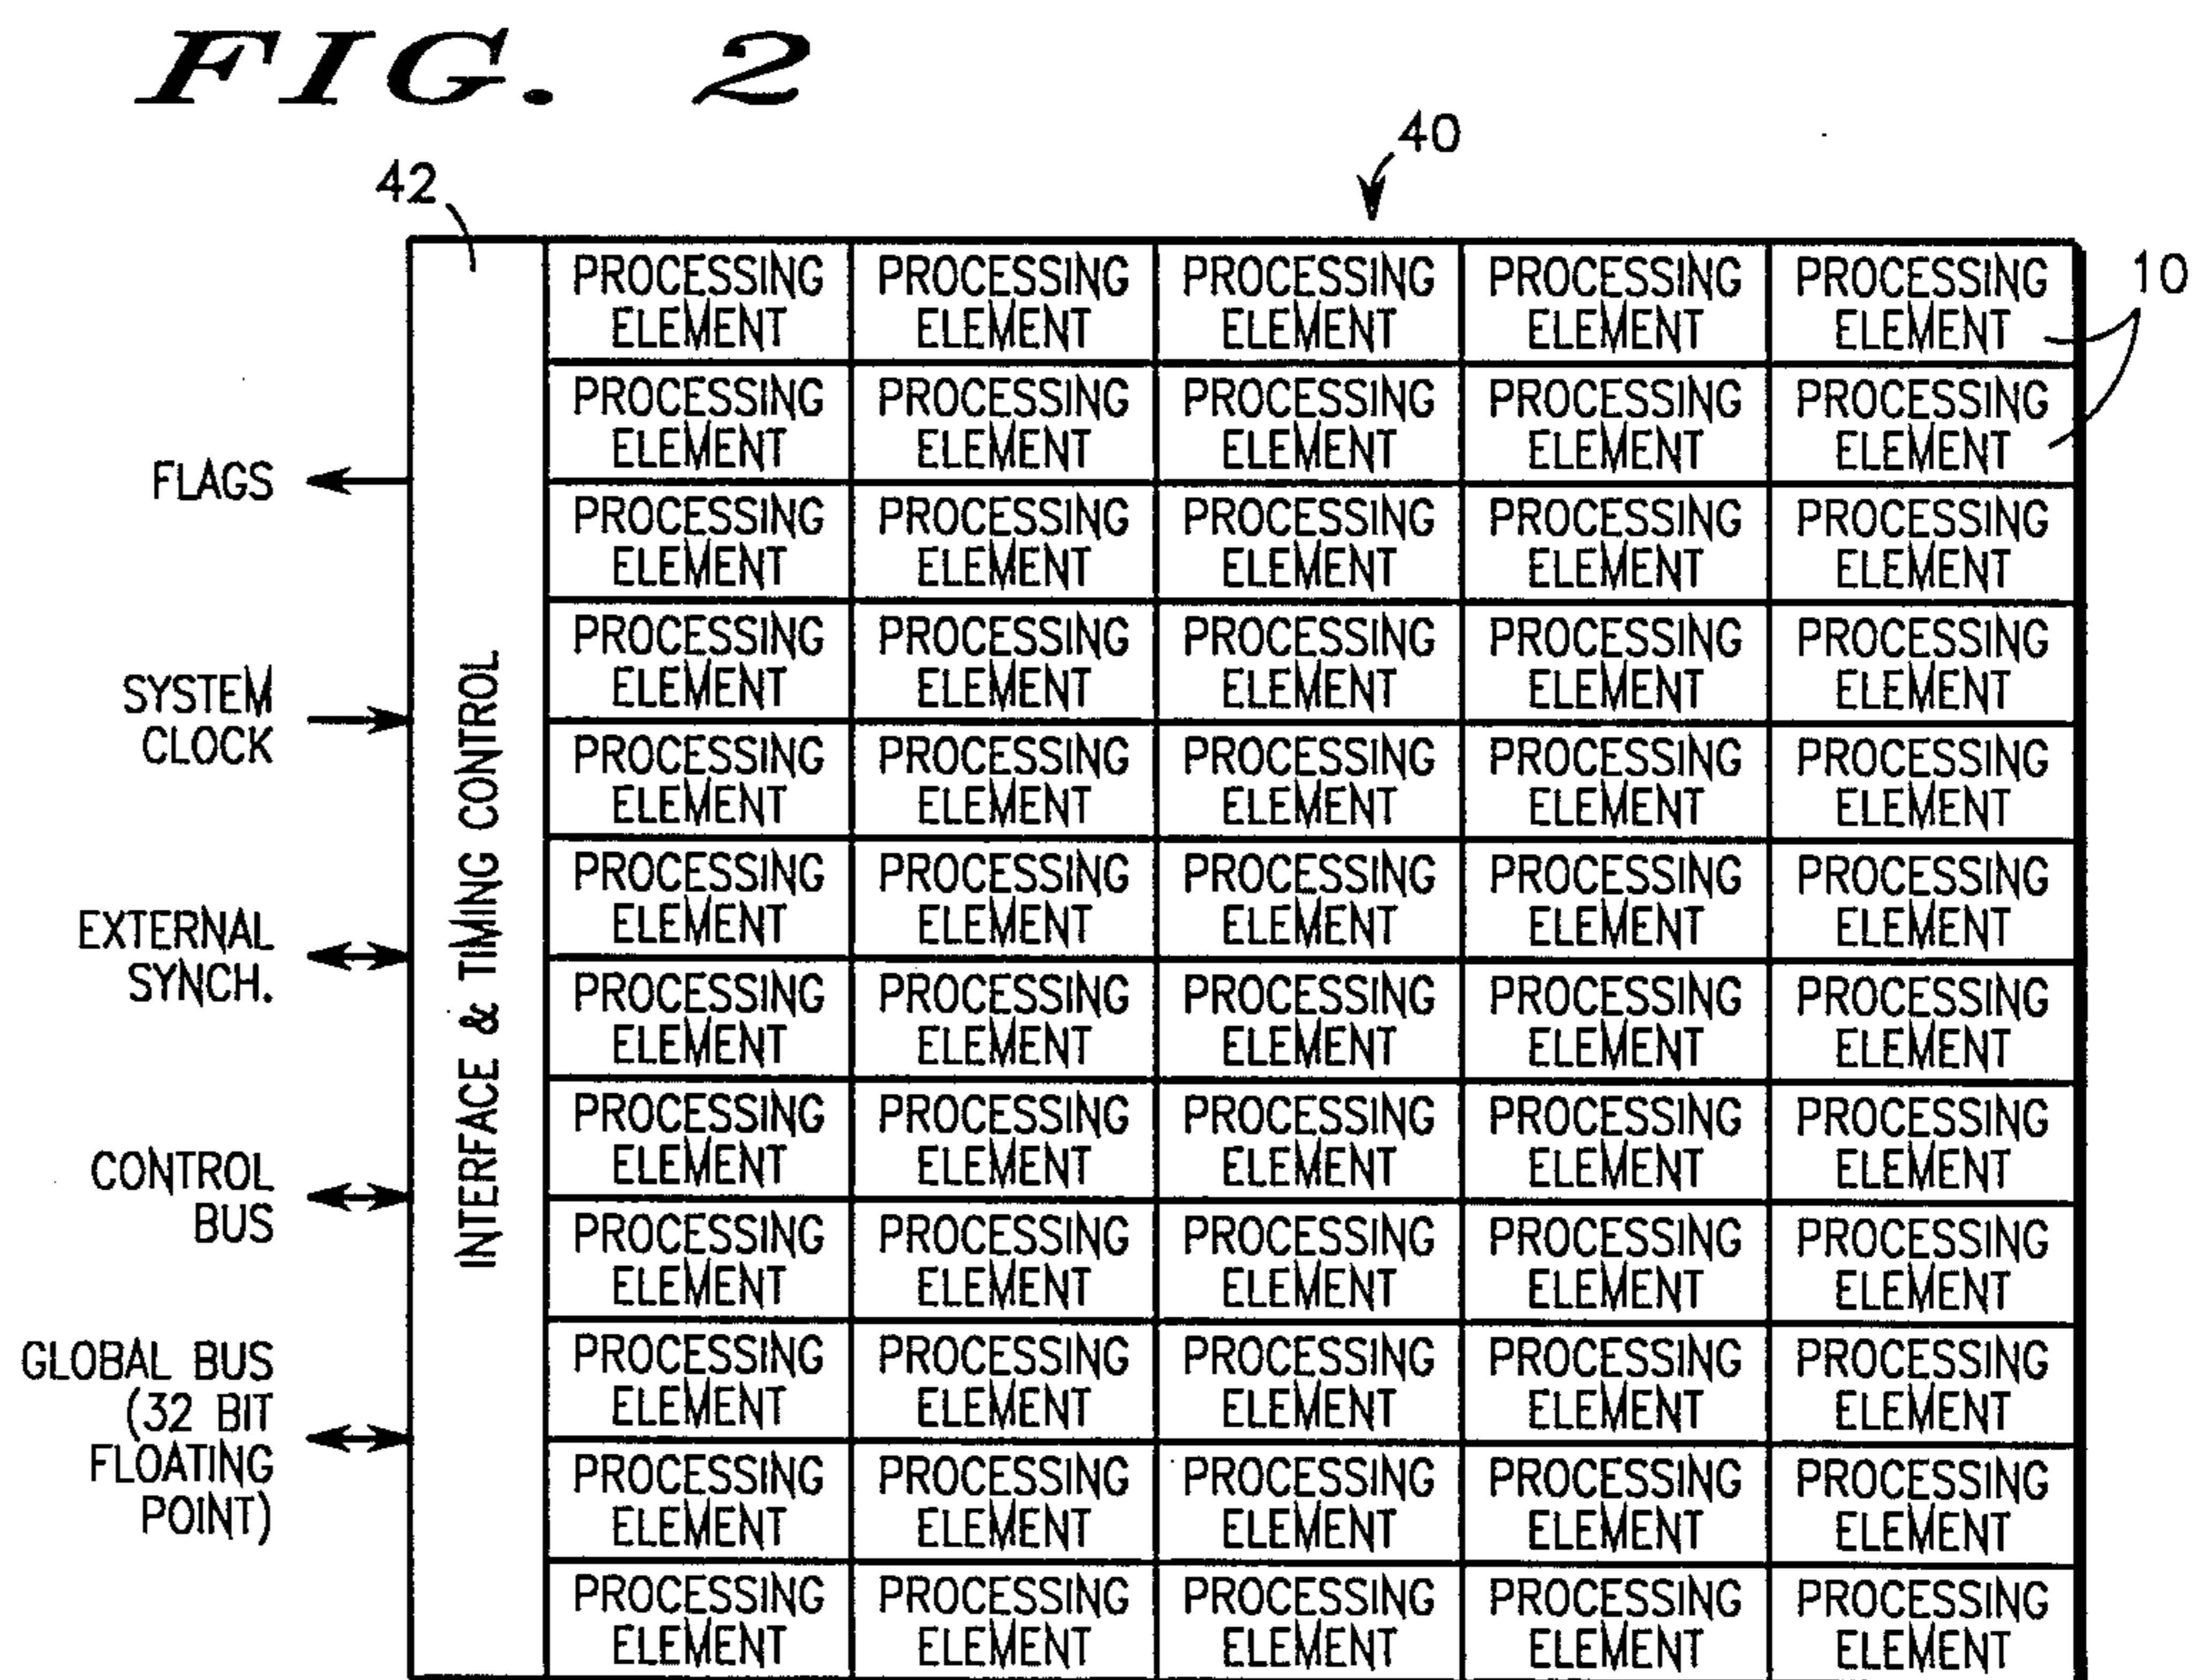 FIG. 2
40
42
10
PROCESSING PROCESSING PROCESSING PROCESSING PROCESSING
ELEMENT ELEMENT ELEMENT ELEMENT ELEMENT
PROCESSING PROCESSING PROCESSING PROCESSING PROCESSING
ELEMENT ELEMENT ELEMENT ELEMENT ELEMENT
FLAGS
PROCESSING PROCESSING PROCESSING PROCESSING PROCESSING
ELEMENT ELEMENT ELEMENT ELEMENT ELEMENT
PROCESSING PROCESSING PROCESSING PROCESSING PROCESSING
ELEMENT ELEMENT ELEMENT ELEMENT ELEMENT
SYSTEM
CLOCK
PROCESSING PROCESSING PROCESSING PROCESSING PROCESSING
ELEMENT ELEMENT ELEMENT ELEMENT ELEMENT
INTERFACE & TIMING CONTROL
PROCESSING PROCESSING PROCESSING PROCESSING PROCESSING
ELEMENT ELEMENT ELEMENT ELEMENT ELEMENT
EXTERNAL
SYNCH.
PROCESSING PROCESSING PROCESSING PROCESSING PROCESSING
ELEMENT ELEMENT ELEMENT ELEMENT ELEMENT
PROCESSING PROCESSING PROCESSING PROCESSING PROCESSING
ELEMENT ELEMENT ELEMENT ELEMENT ELEMENT
CONTROL
BUS
PROCESSING PROCESSING PROCESSING PROCESSING PROCESSING
ELEMENT ELEMENT ELEMENT ELEMENT ELEMENT
PROCESSING PROCESSING PROCESSING PROCESSING PROCESSING
ELEMENT ELEMENT ELEMENT ELEMENT ELEMENT
GLOBAL BUS
(32 BIT
FLOATING
POINT)
PROCESSING PROCESSING PROCESSING PROCESSING PROCESSING
ELEMENT ELEMENT ELEMENT ELEMENT ELEMENT
PROCESSING PROCESSING PROCESSING PROCESSING PROCESSING
ELEMENT ELEMENT ELEMENT ELEMENT ELEMENT